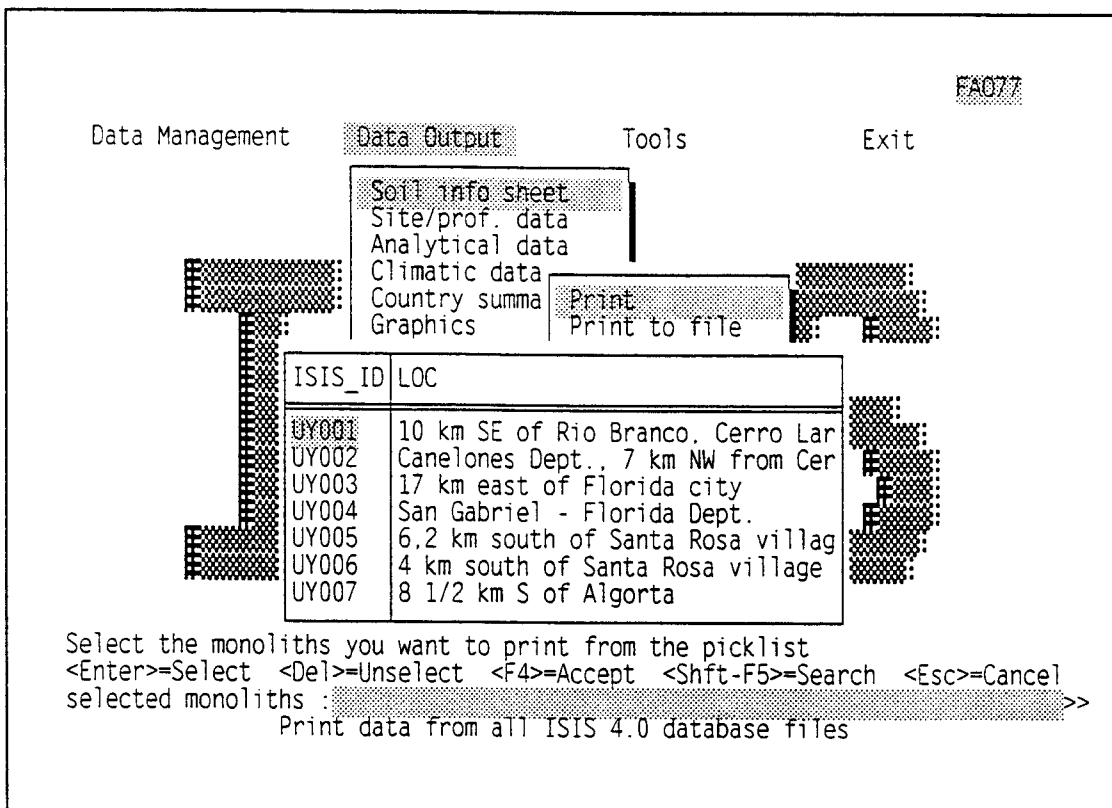 FAO77
Data Management Data Output Tools Exit
Soil info sheet
Site/prof. data
Analytical data
Climatic data
Country summa
Graphics
Print
Print to file
ISIS_ID LOC
UY001 10 km SE of Rio Branco, Cerro Lar
UY002 Canelones Dept., 7 km NW from Cer
UY003 17 km east of Florida city
UY004 San Gabriel - Florida Dept.
UY005 6,2 km south of Santa Rosa villag
UY006 4 km south of Santa Rosa village
UY007 8 1/2 km S of Algorta
Select the monoliths you want to print from the picklist
<Enter>=Select <Del>=Unselect <F4>=Accept <Shft-F5>=Search <Esc>=Cancel
selected monoliths : >>
Print data from all ISIS 4.0 database files